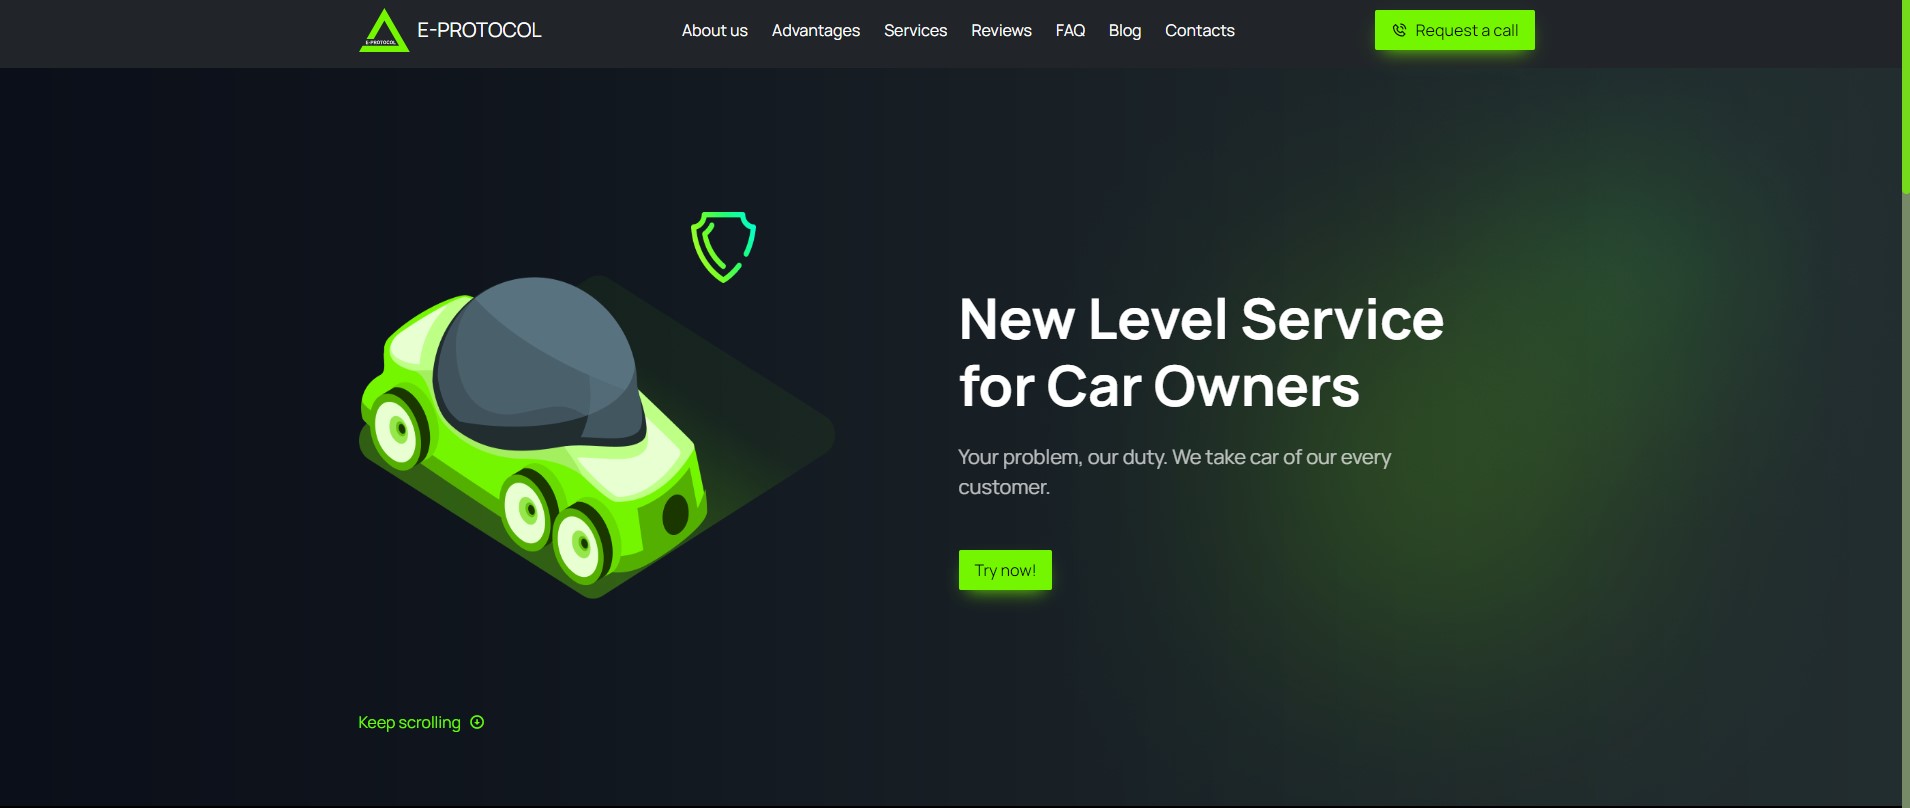 E-PROTOCOL
E-PROTOCOL
About us
Advantages
Services
Reviews
FAQ
Blog
Contacts
Request a call
New Level Service
for Car Owners
Your problem, our duty. We take car of our every
customer.
Try now!
Keep scrolling